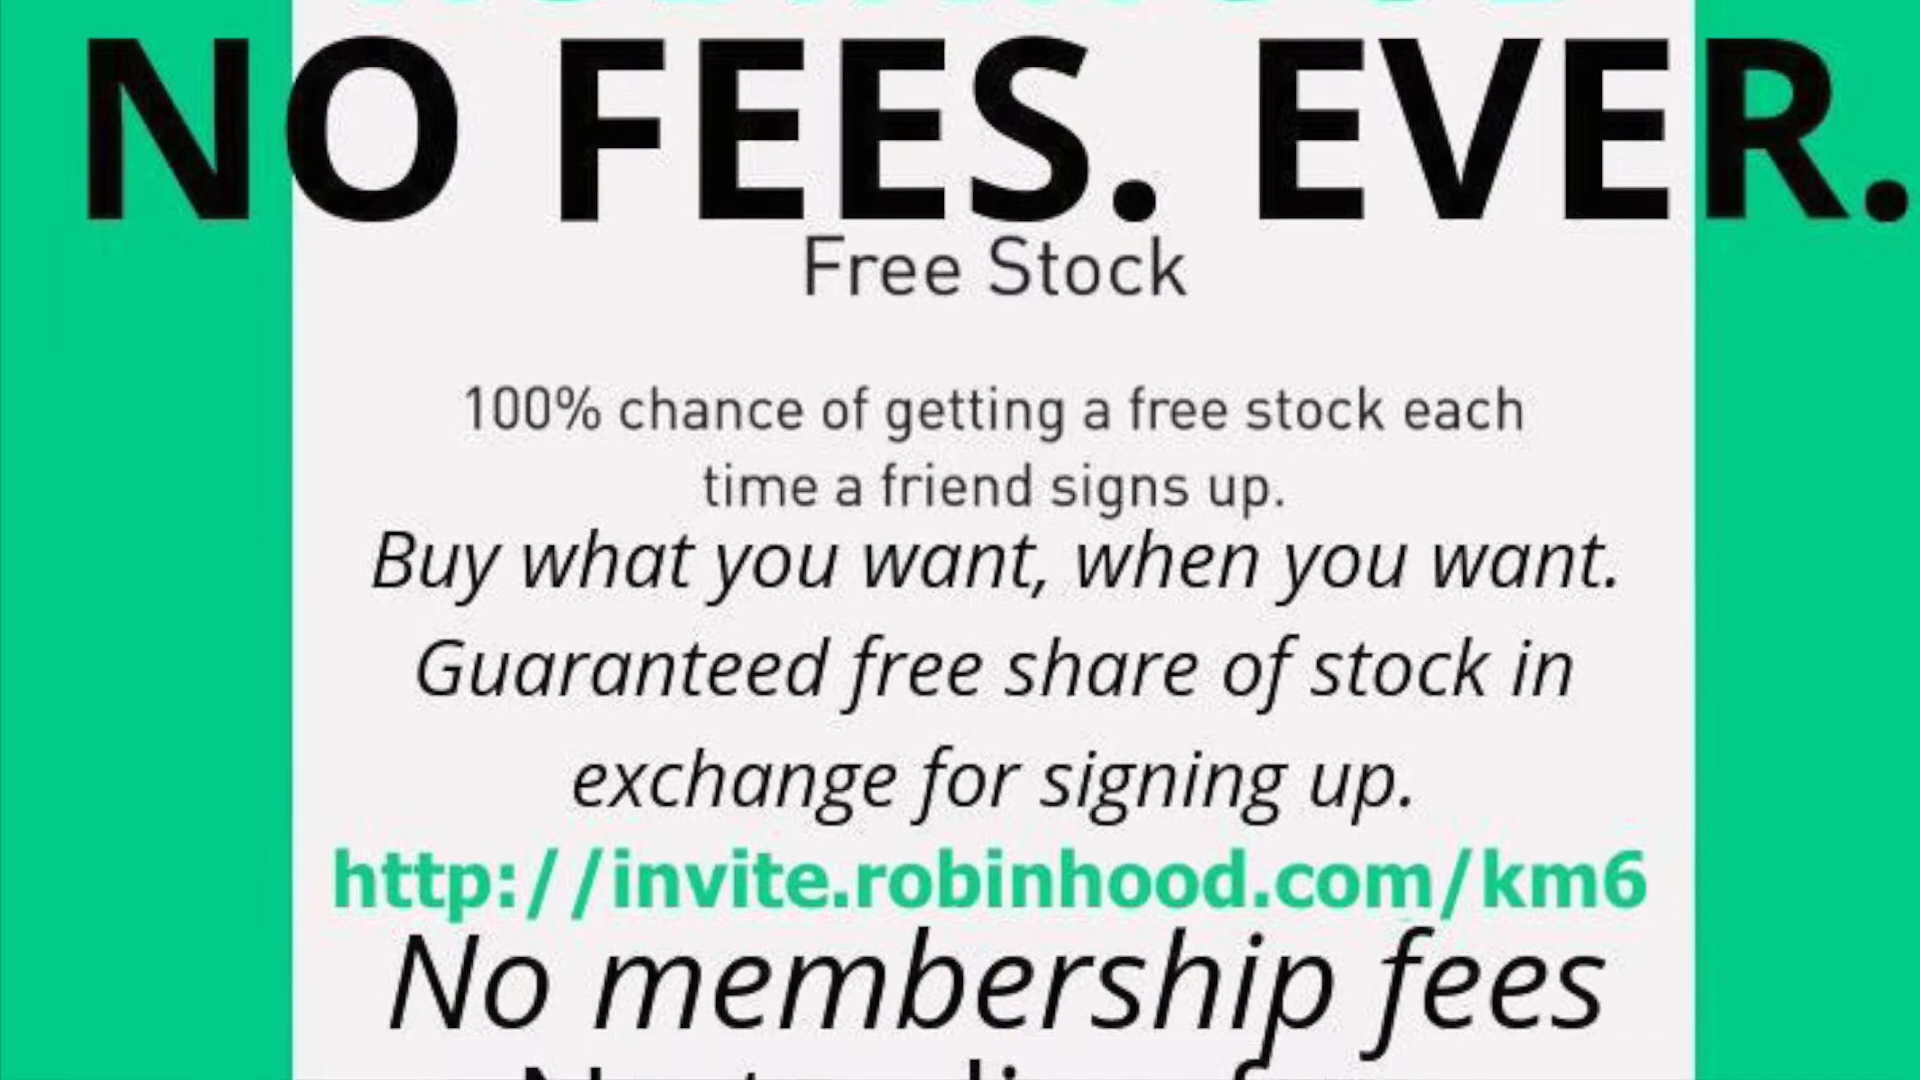 NO FEES. EVER.
Free Stock
100% chance of getting a free stock each
time a friend signs up.
Buy what you want, when you want.
Guaranteed free share of stock in
exchange for signing up.
http://invite.robinhood.com/km6
No membership fees